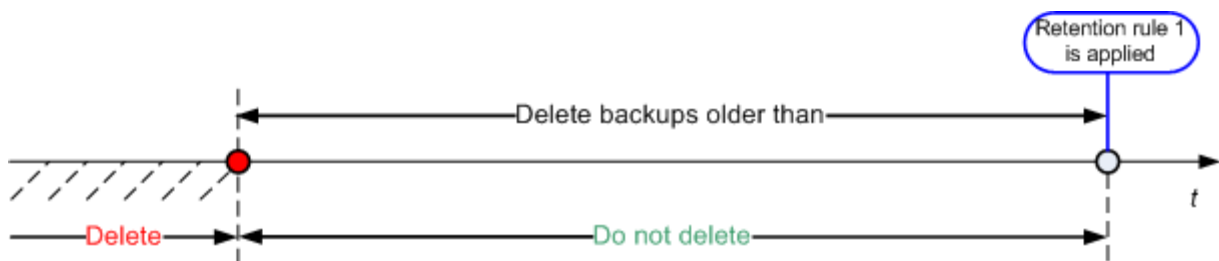 Retention rule 1
is applied
Delete backups older than
t
Delete
Do not delete